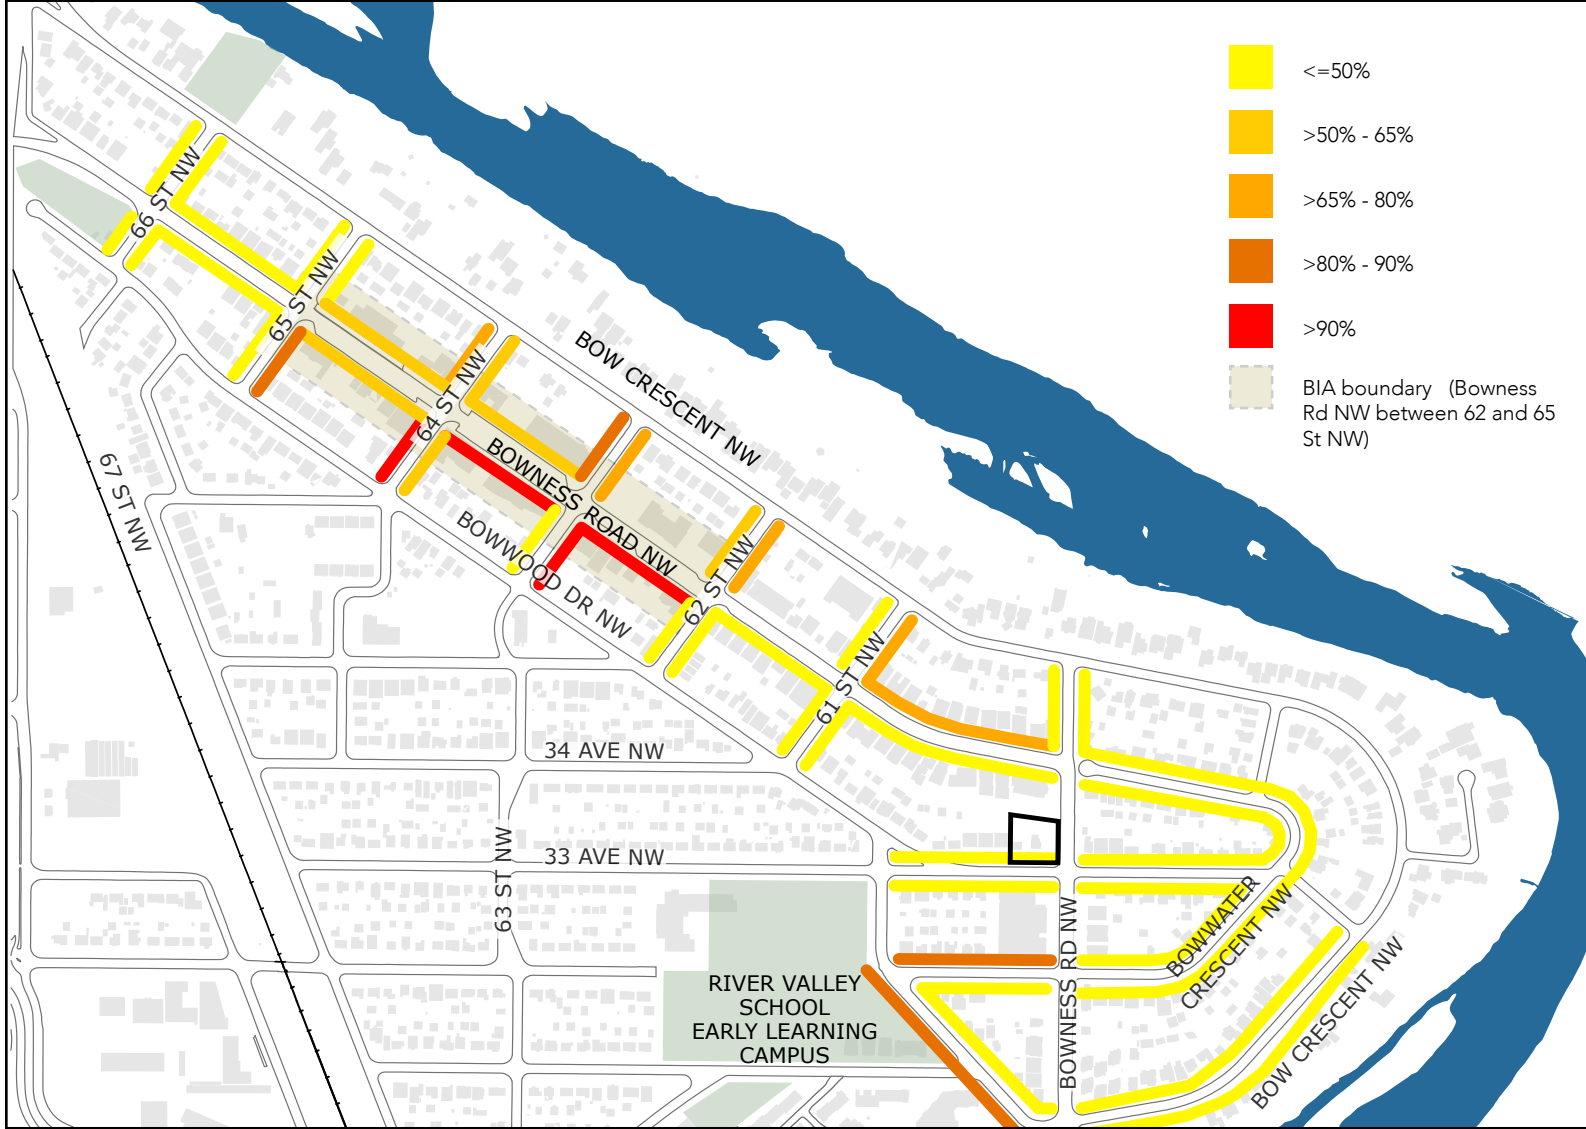 <=50%
>50% - 65%
>65% - 80%
>80% - 90%
>90%
BIA boundary (Bowness
Rd NW between 62 and 65
St NW)
66 ST NW
65 ST NW
64 ST NW
BOW CRESCENT NW
BOWNESS ROAD NW
67 ST NW
BOWWOOD DR NW
62 ST NW
61 ST NW
34 AVE NW
33 AVE NW
63 ST NW
BOWNESS RD NW
BOWWATER
CRESCENT NW
BOW CRESCENT NW
RIVER VALLEY
SCHOOL
EARLY LEARNING
CAMPUS